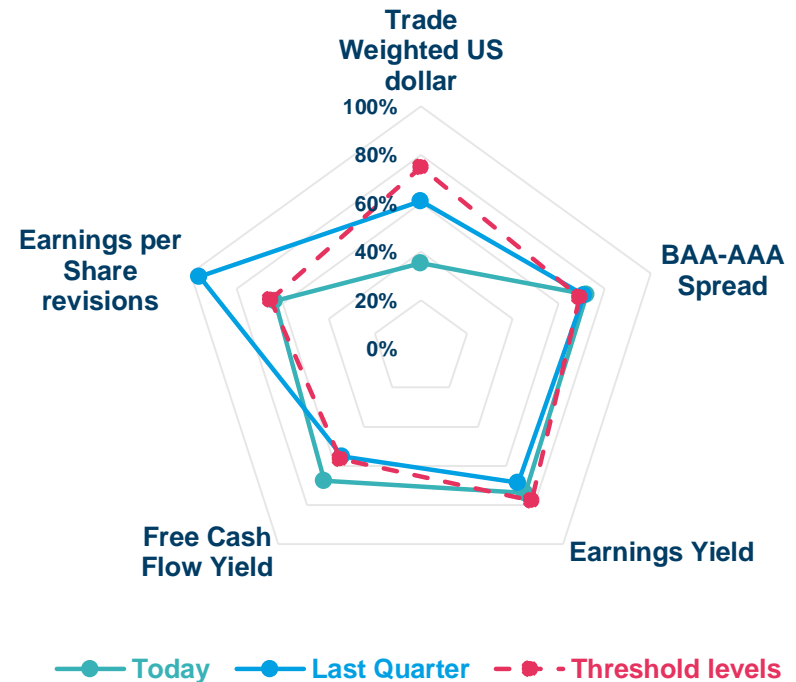 Trade
Weighted US
dollar
100%
80%
60%
40%
20%
0%
BAA-AAA
Spread
Earnings Yield
Free Cash
Flow Yield
Earnings per
Share
revisions
Today
Last Quarter
Threshold levels